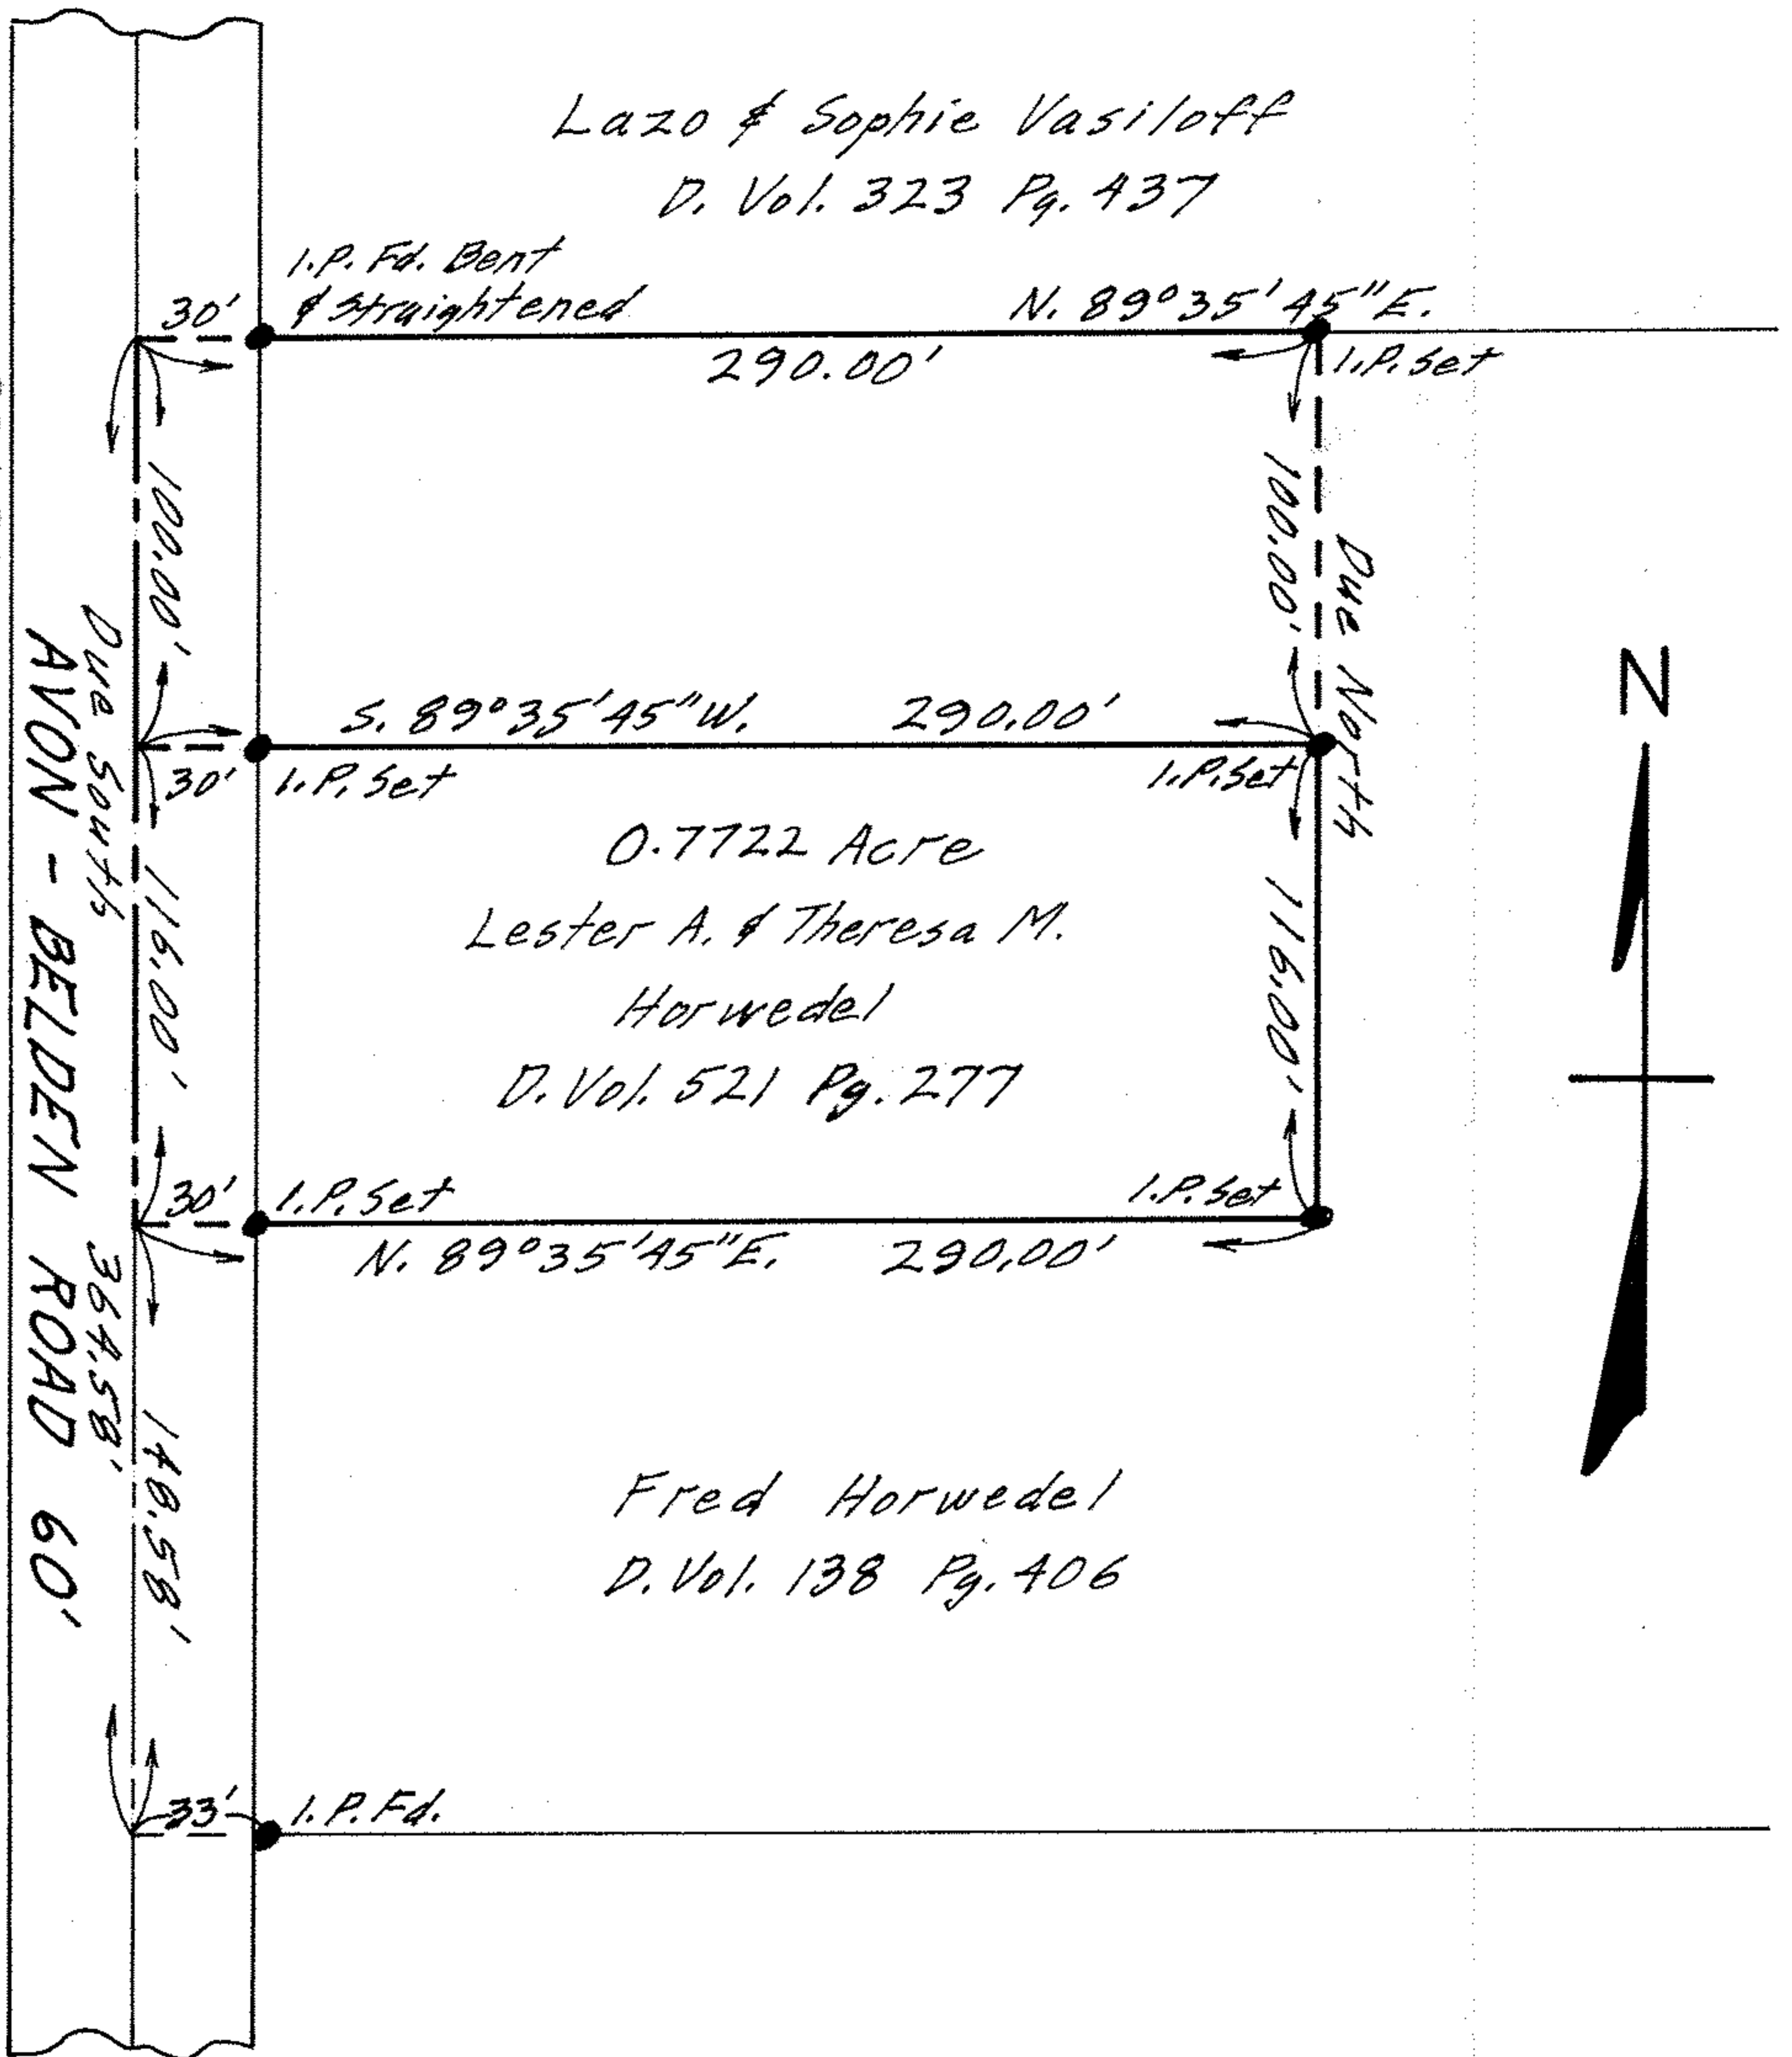 Lazo & Sophie Vasiloff
D. Vol. 323 Pg. 437
I.P. Fd. Bent
& Straightened
30'
N. 89°35'45"E.
290.00'
I.P. Set
100.00'
100.00'
Due North
Due South
364.58'
AVON - BELDEN ROAD 60'
N
S. 89°35'45"W. 290.00'
30'
I.P. Set
I.P. Set
0.7722 Acre
Lester A. & Theresa M.
Horwedel
D. Vol. 521 Pg. 277
116.00'
116.00'
30'
I.P. Set
I.P. Set
N. 89°35'45"E. 290.00'
148.58'
Fred Horwedel
D. Vol. 138 Pg. 406
33'
I.P. Fd.